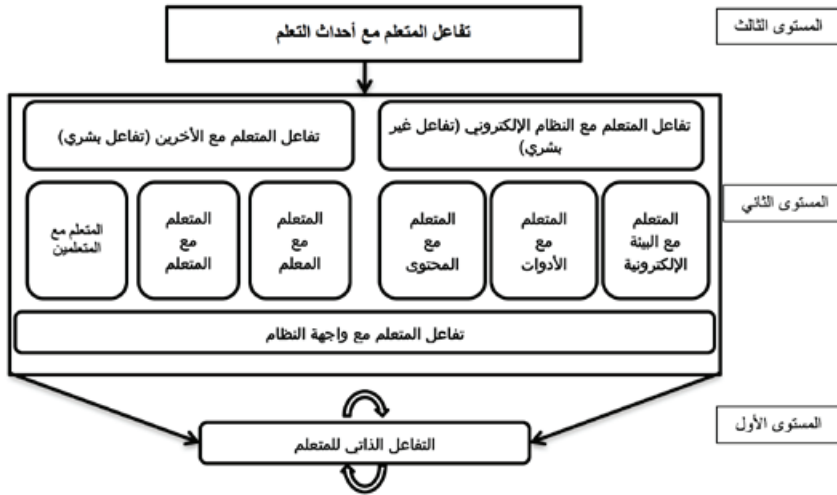 المستوى الثالث
تفاعل المتعلم مع أحداث التعلم
تفاعل المتعلم مع النظام الإلكتروني (تفاعل غير
بشري)
تفاعل المتعلم مع الأخرين (تفاعل بشري)
المستوى الثاني
المتعلم
مع البيئة
الإلكترونية
المتعلم
مع
الأدوات
المتعلم
مع
المحتوى
المتعلم
مع
المعلم
المتعلم
مع
المتعلم
المتعلم مع
المتعلمين
تفاعل المتعلم مع واجهة النظام
المستوى الأول
التفاعل الذاتي للمتعلم